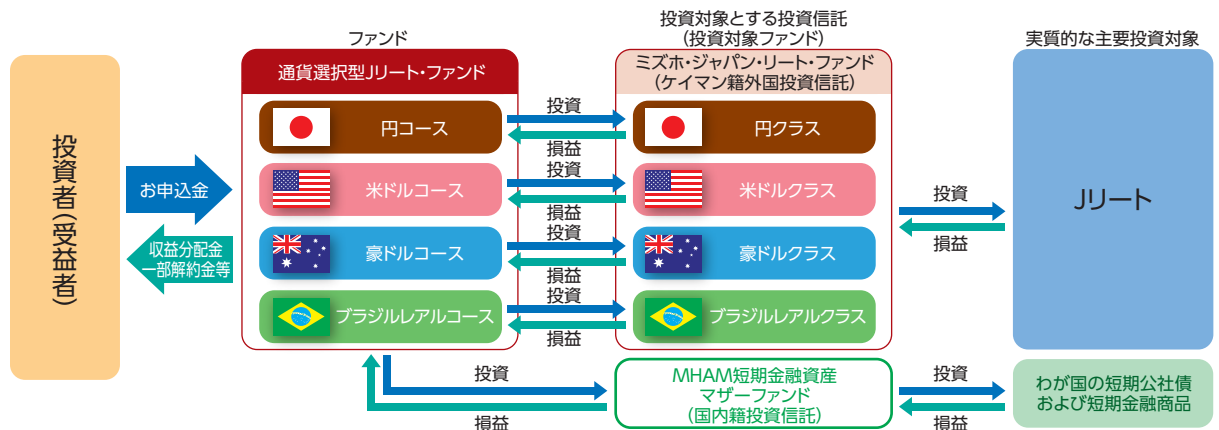 ファンド
投資対象とする投資信託
(投資対象ファンド)
実質的な主要投資対象
投資者(受益者)
お申込金
収益分配金
一部解約金等
通貨選択型Jリート・ファンド
円コース
米ドルコース
豪ドルコース
ブラジルレアルコース
投資
損益
投資
損益
投資
損益
投資
損益
ミズホ・ジャパン・リート・ファンド
(ケイマン籍外国投資信託)
円クラス
米ドルクラス
豪ドルクラス
ブラジルレアルクラス
投資
損益
Jリート
投資
損益
MHAM短期金融資産
マザーファンド
(国内籍投資信託)
投資
損益
わが国の短期公社債
および短期金融商品